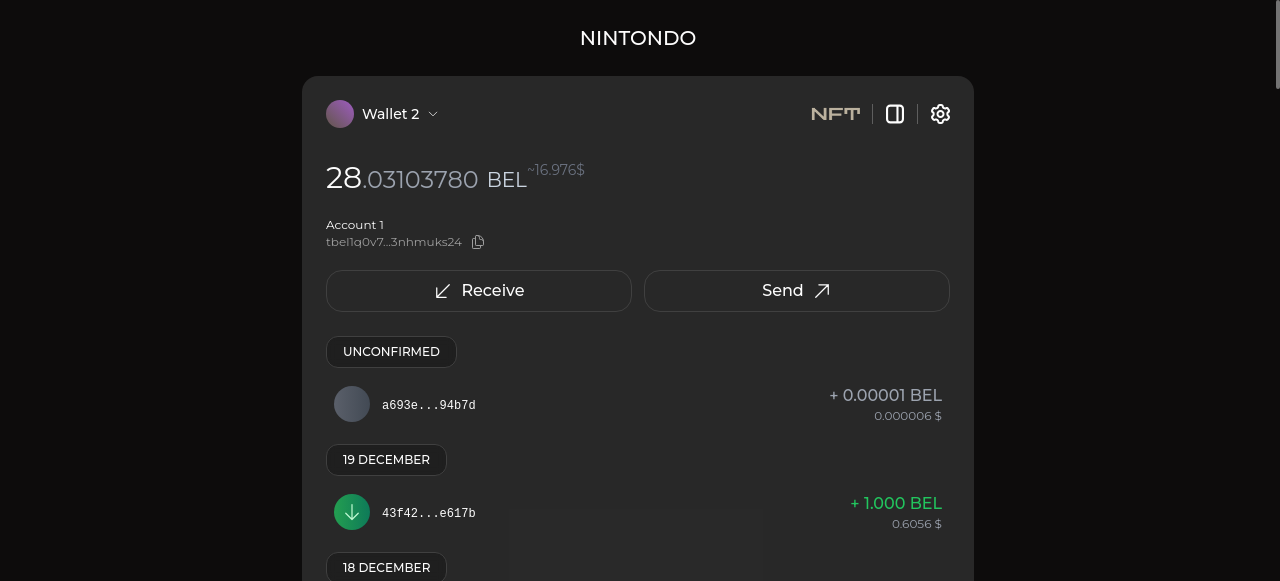 NINTONDO
Wallet 2
NFT
28.03103780 BEL ~16.976$
Account 1
tbel1q0v7...3nhmuks24
Receive
Send
UNCONFIRMED
a693e...94b7d
+ 0.00001 BEL
0.000006 $
19 DECEMBER
43f42...e617b
+ 1.000 BEL
0.6056 $
18 DECEMBER